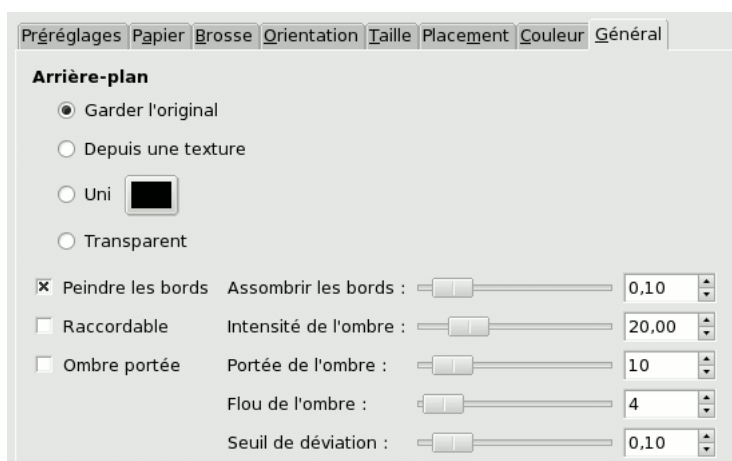 Préréglages Papier Brosse Orientation Taille Placement Couleur Général
Arrière-plan
Garder l'original
Depuis une texture
Uni
Transparent
Peindre les bords Assombrir les bords : 0,10
Raccordable Intensité de l'ombre : 20,00
Ombre portée Portée de l'ombre : 10
Flou de l'ombre : 4
Seuil de déviation : 0,10